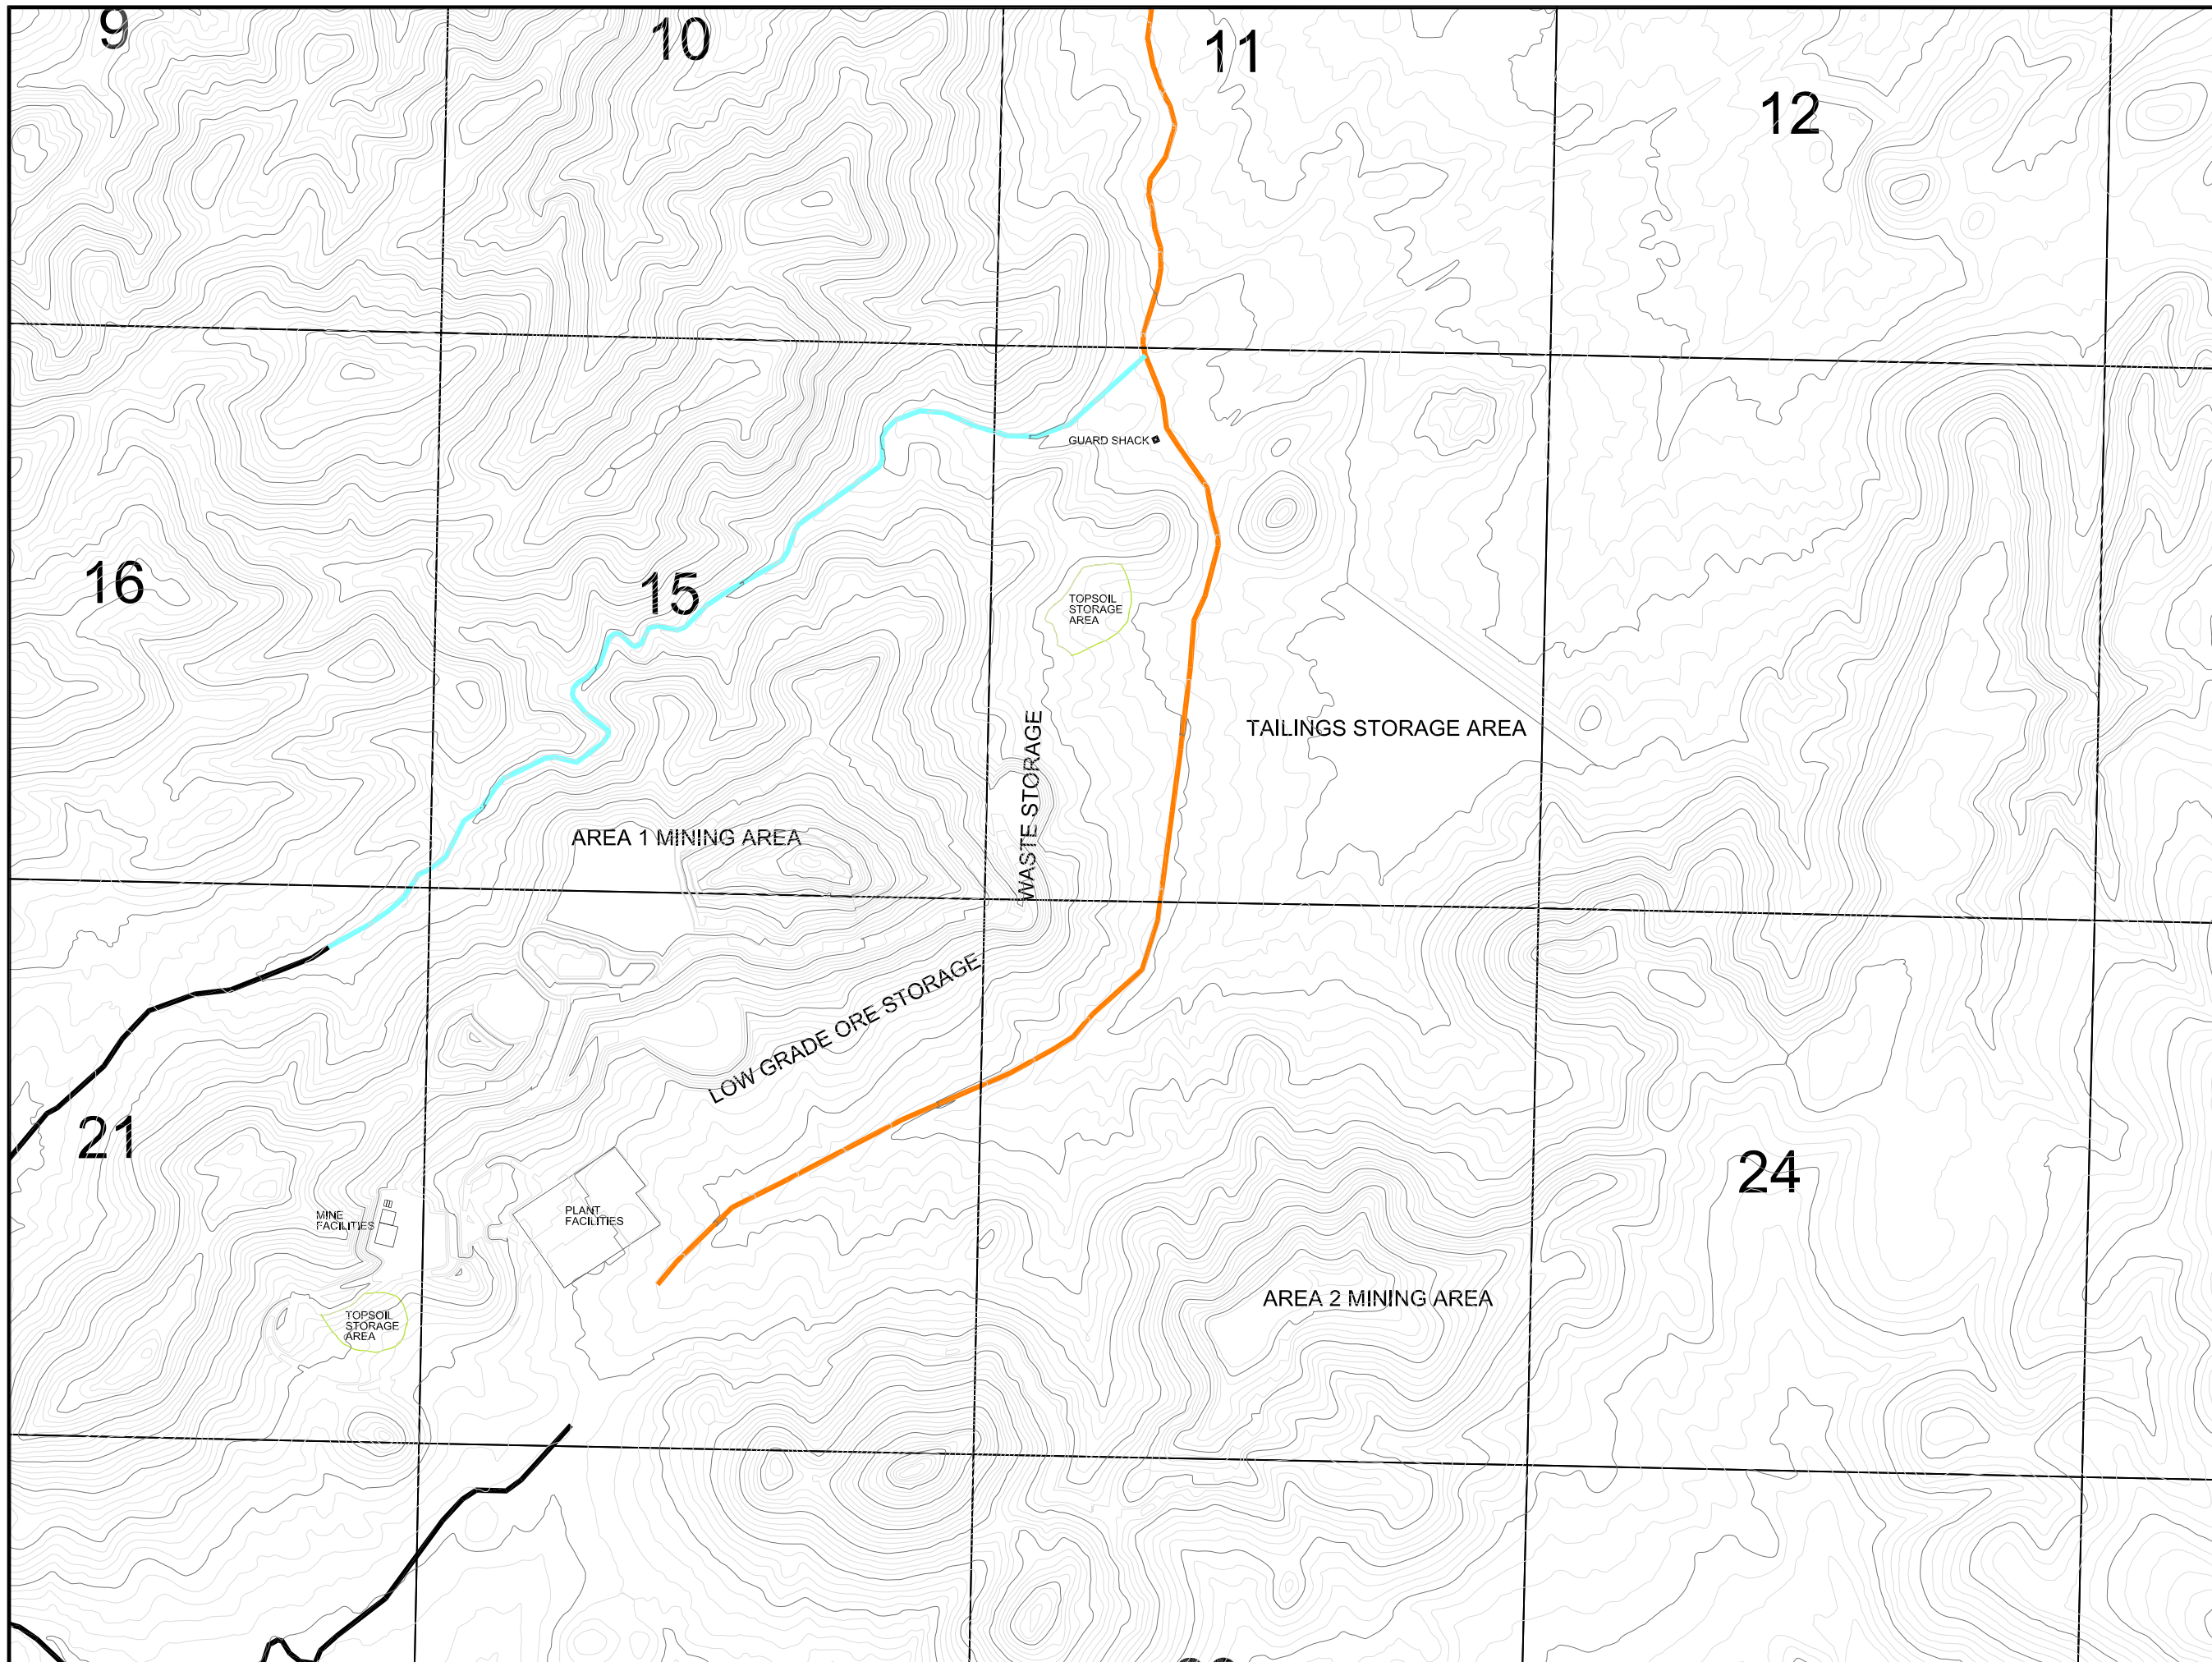 9
10
11
12
GUARD SHACK
16
15
TOPSOIL
STORAGE
AREA
TAILINGS STORAGE AREA
WASTE STORAGE
AREA 1 MINING AREA
LOW GRADE ORE STORAGE
21
24
PLANT
FACILITIES
MINE
FACILITIES
AREA 2 MINING AREA
TOPSOIL
STORAGE
AREA